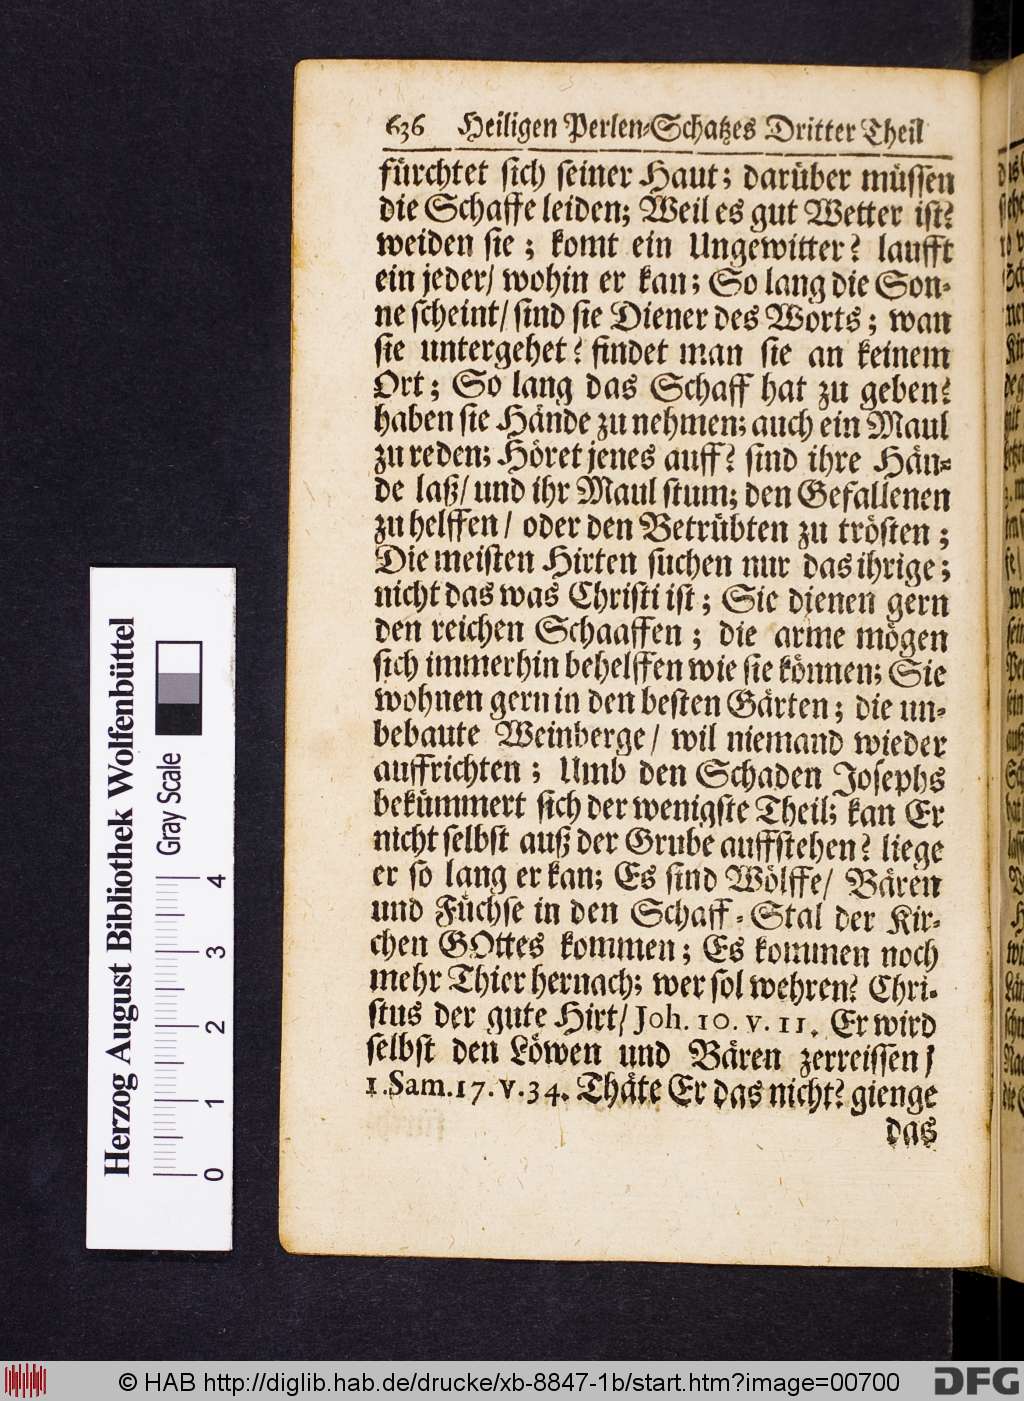 636 Heiligen Perlen-Schatzes Dritter Theil
fürchtet sich seiner Haut; darüber müssen
die Schaffe leiden; Weil es gut Wetter ist?
weiden sie; komt ein Ungewitter? laufft
ein jeder/ wohin er kan; So lang die Son-
ne scheint/ sind sie Diener des Worts; wan
sie untergehet? findet man sie an keinem
Ort; So lang das Schaff hat zu geben?
haben sie Hände zu nehmen; auch ein Maul
zu reden; Höret jenes auff? sind ihre Hän-
de laß/ und ihr Maul stum; den Gefallenen
zu helffen/ oder den Betrübten zu trösten;
Die meisten Hirten suchen nur das ihrige;
nicht das was Christi ist; Sie dienen gern
den reichen Schaaffen; die arme mögen
sich immerhin behelffen wie sie können; Sie
wohnen gern in den besten Gärten; die un-
bebaute Weinberge/ wil niemand wieder
auffrichten; Umb den Schaden Josephs
bekümmert sich der wenigste Theil; kan Er
nicht selbst auß der Grube auffstehen? liege
er so lang er kan; Es sind Wölffe/ Bären
und Füchse in den Schaff-Stal der Kir-
chen GOttes kommen; Es kommen noch
mehr Thier hernach; wer sol wehren? Chri-
stus der gute Hirt/ Joh. 10. v. 11. Er wird
selbst den Löwen und Bären zerreissen/
1. Sam. 17. v. 34. Thäte Er das nicht? gienge
das
Herzog August Bibliothek Wolfenbüttel
Gray Scale
0 1 2 3 4
© HAB http://diglib.hab.de/drucke/xb-8847-1b/start.htm?image=00700
DFG